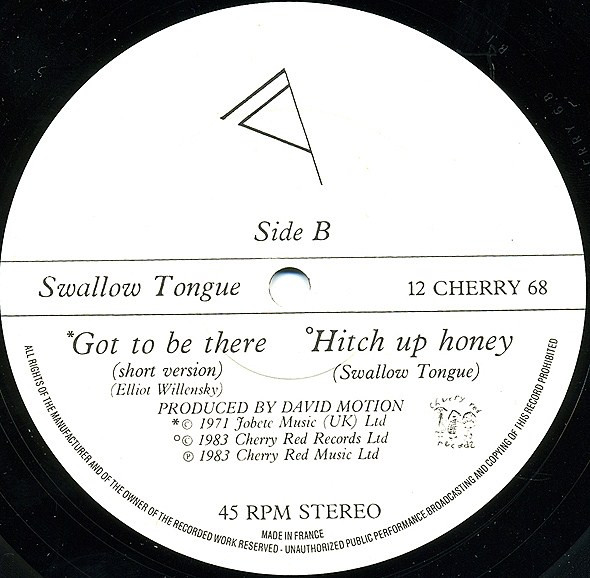 Side B
Swallow Tongue 12 CHERRY 68
*Got to be there °Hitch up honey
(short version) (Swallow Tongue)
(Elliot Willensky)
PRODUCED BY DAVID MOTION
*© 1971 Jobete Music (UK) Ltd
°© 1983 Cherry Red Records Ltd
℗ 1983 Cherry Red Music Ltd
Cherry red
records
45 RPM STEREO
MADE IN FRANCE
ALL RIGHTS OF THE MANUFACTURER AND OF THE OWNER OF THE RECORDED WORK RESERVED - UNAUTHORIZED PUBLIC PERFORMANCE BROADCASTING AND COPYING OF THIS RECORD PROHIBITED